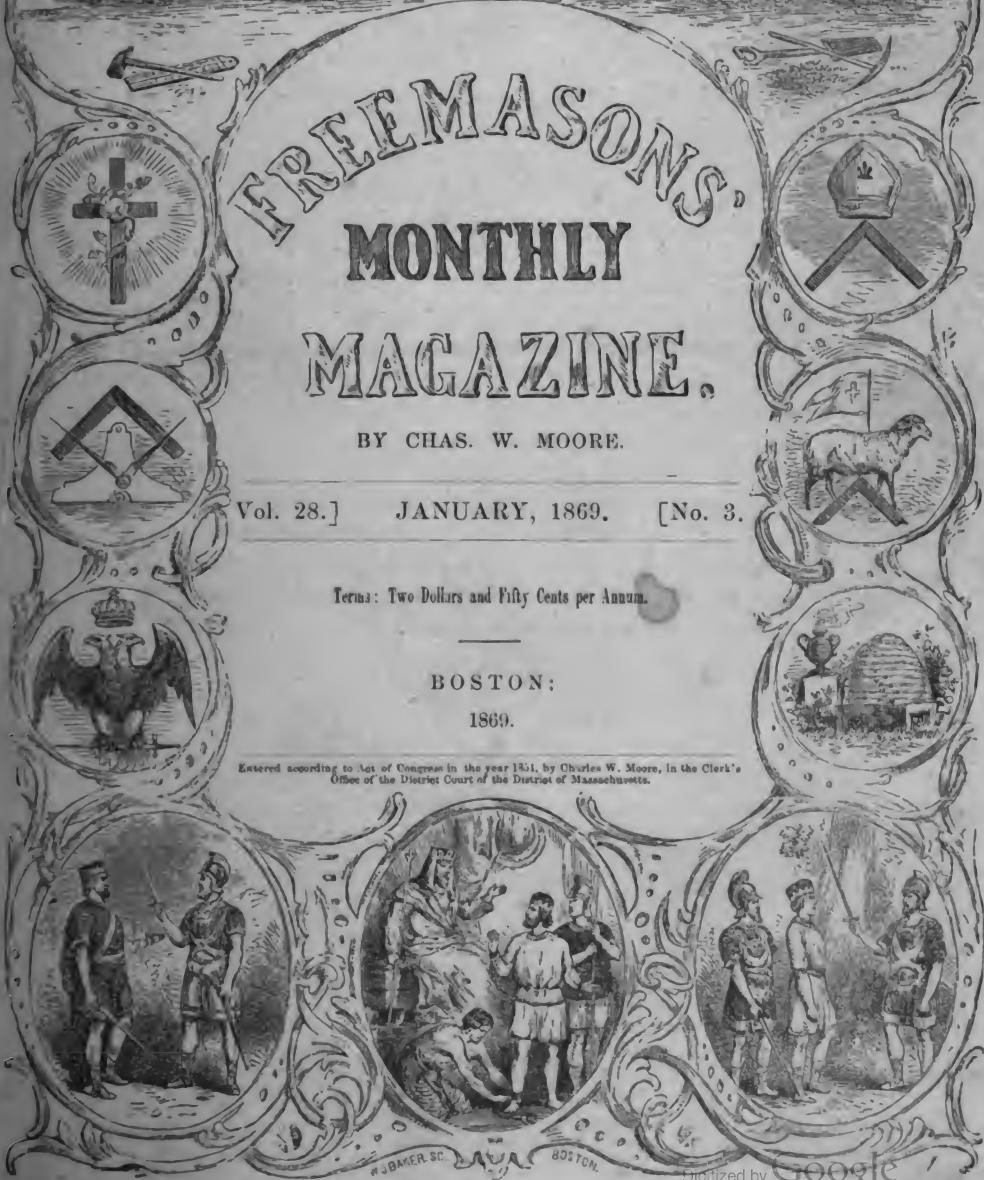 FREEMASONS'
MONTHLY
MAGAZINE.
BY CHAS. W. MOORE.
Vol. 28.] JANUARY, 1869. [No. 3.
Terms: Two Dollars and Fifty Cents per Annum.
BOSTON:
1869.
Entered according to Act of Congress in the year 1851, by Charles W. Moore, in the Clerk's
Office of the District Court of the District of Massachusetts.
BAKER. SC. BOSTON.
Digitized by Google